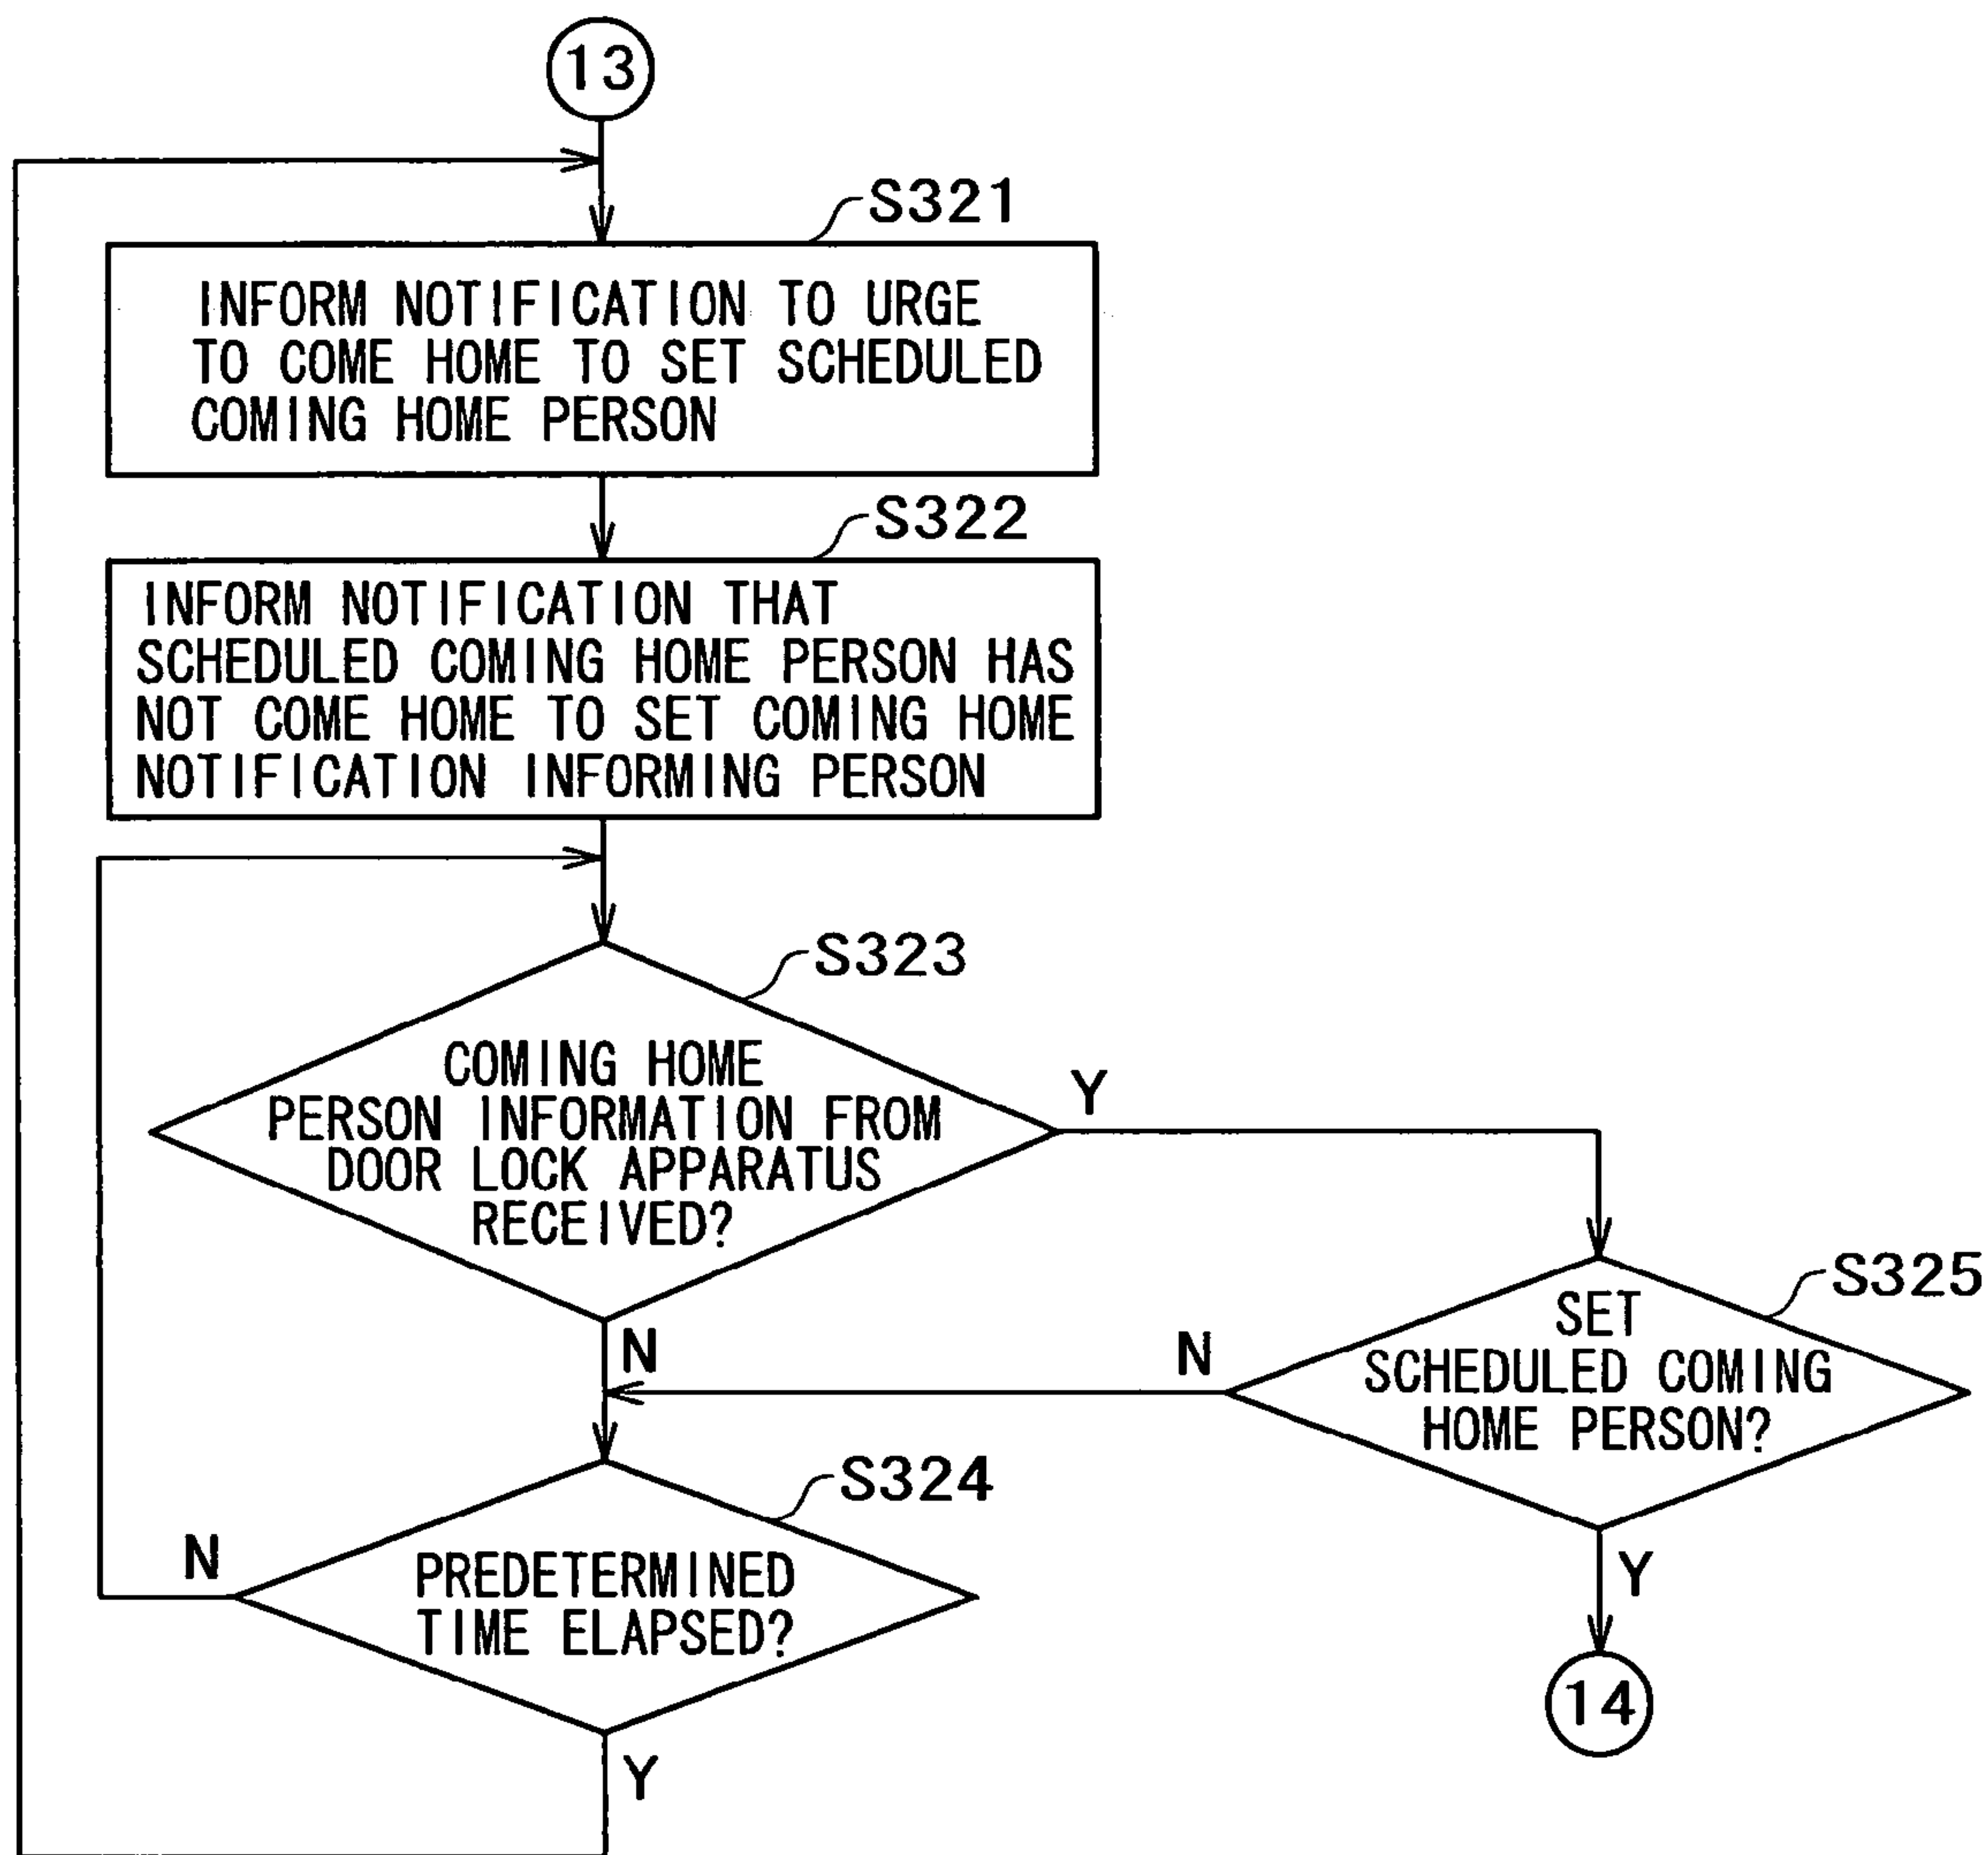 13
S321
INFORM NOTIFICATION TO URGE
TO COME HOME TO SET SCHEDULED
COMING HOME PERSON
S322
INFORM NOTIFICATION THAT
SCHEDULED COMING HOME PERSON HAS
NOT COME HOME TO SET COMING HOME
NOTIFICATION INFORMING PERSON
S323
COMING HOME
PERSON INFORMATION FROM
DOOR LOCK APPARATUS
RECEIVED?
Y
N
S325
SET
SCHEDULED COMING
HOME PERSON?
N
Y
14
S324
PREDETERMINED
TIME ELAPSED?
N
Y